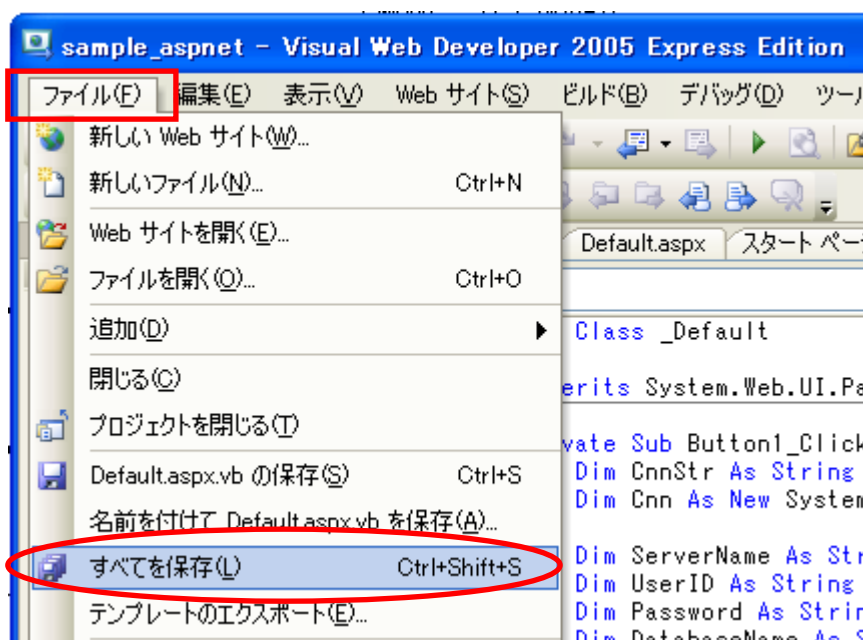 sample_aspnet - Visual Web Developer 2005 Express Edition
ファイル(F) 編集(E) 表示(V) Web サイト(S) ビルド(B) デバッグ(D) ツール
新しい Web サイト(W)...
新しいファイル(N)... Ctrl+N
Web サイトを開く(E)...
Default.aspx スタート ページ
ファイルを開く(O)... Ctrl+O
追加(D)
Class _Default
閉じる(C)
erits System.Web.UI.Pa
プロジェクトを閉じる(T)
vate Sub Button1_Click
Default.aspx.vb の保存(S) Ctrl+S
Dim CnnStr As String
Dim Cnn As New System
名前を付けて Default.aspx.vb を保存(A)...
すべてを保存(L) Ctrl+Shift+S
Dim ServerName As Str
Dim UserID As String
テンプレートのエクスポート(E)...
Dim Password As Strin
Dim DatabaseName As S